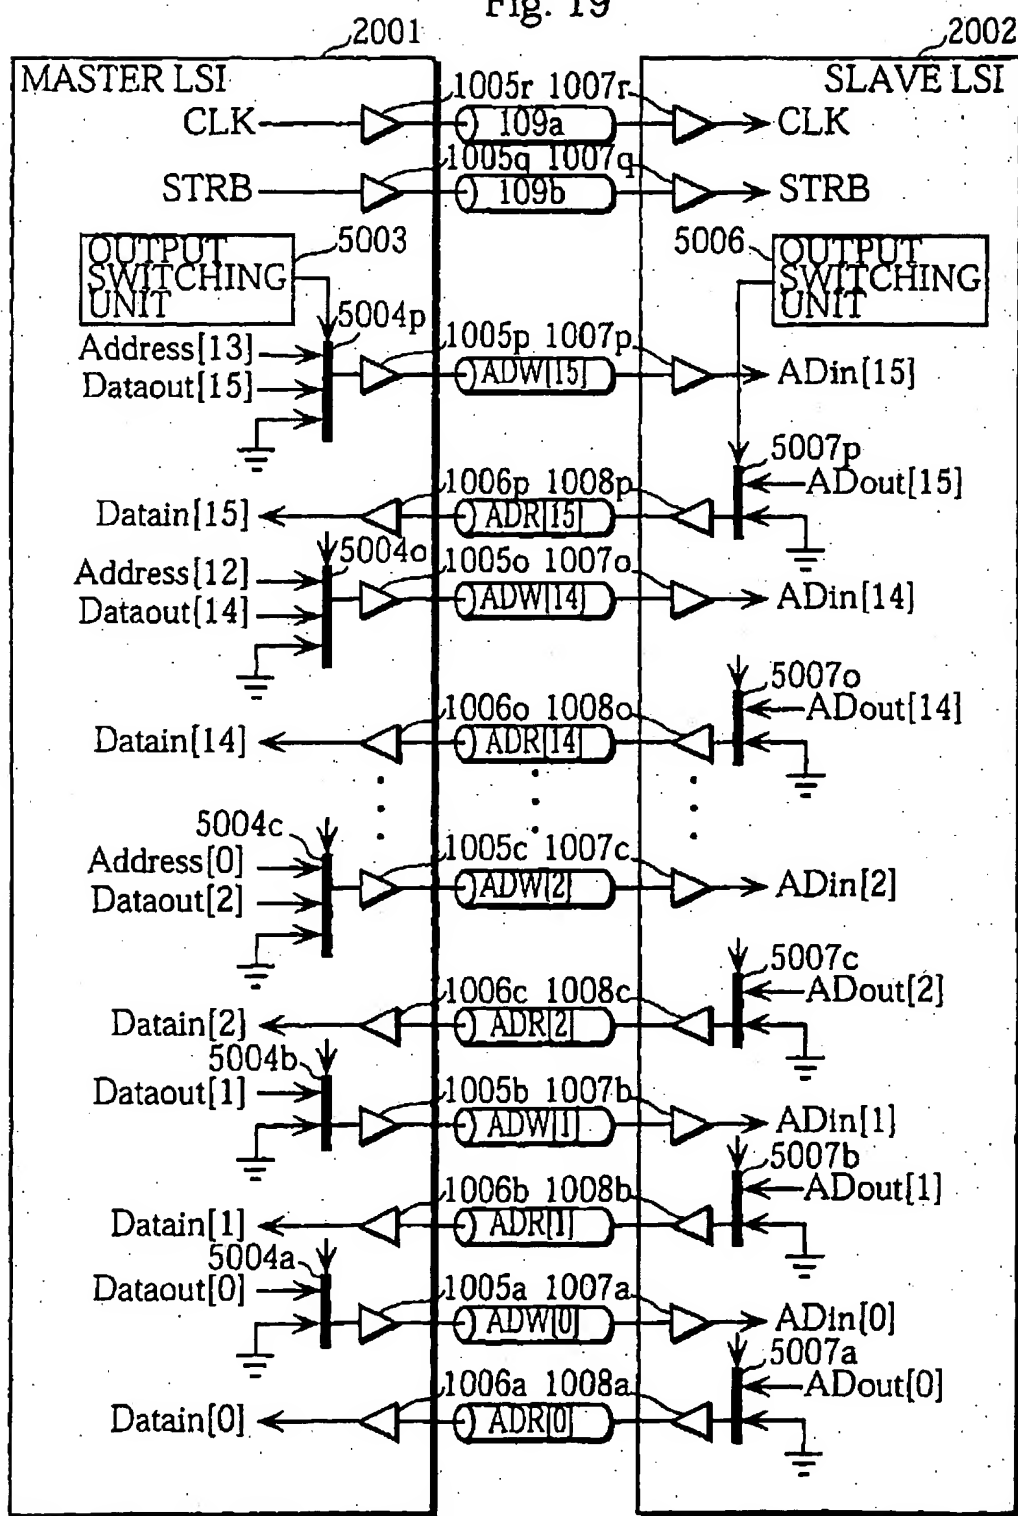 Fig. 19
2001 2002
MASTER LSI SLAVE LSI
1005r 1007r
CLK 109a CLK
1005q 1007q
STRB 109b STRB
5003 5006
OUTPUT SWITCHING UNIT OUTPUT SWITCHING UNIT
5004p
Address[13] 1005p 1007p
Dataout[15] ADW[15] ADin[15]
5007p
1006p 1008p ADout[15]
Datain[15] ADR[15]
5004o
Address[12] 1005o 1007o
Dataout[14] ADW[14] ADin[14]
5007o
1006o 1008o ADout[14]
Datain[14] ADR[14]
5004c
Address[0] 1005c 1007c
Dataout[2] ADW[2] ADin[2]
5007c
1006c 1008c ADout[2]
Datain[2] ADR[2]
5004b
Dataout[1] 1005b 1007b
ADW[1] ADin[1]
5007b
1006b 1008b ADout[1]
Datain[1] ADR[1]
5004a
Dataout[0] 1005a 1007a
ADW[0] ADin[0]
5007a
1006a 1008a ADout[0]
Datain[0] ADR[0]